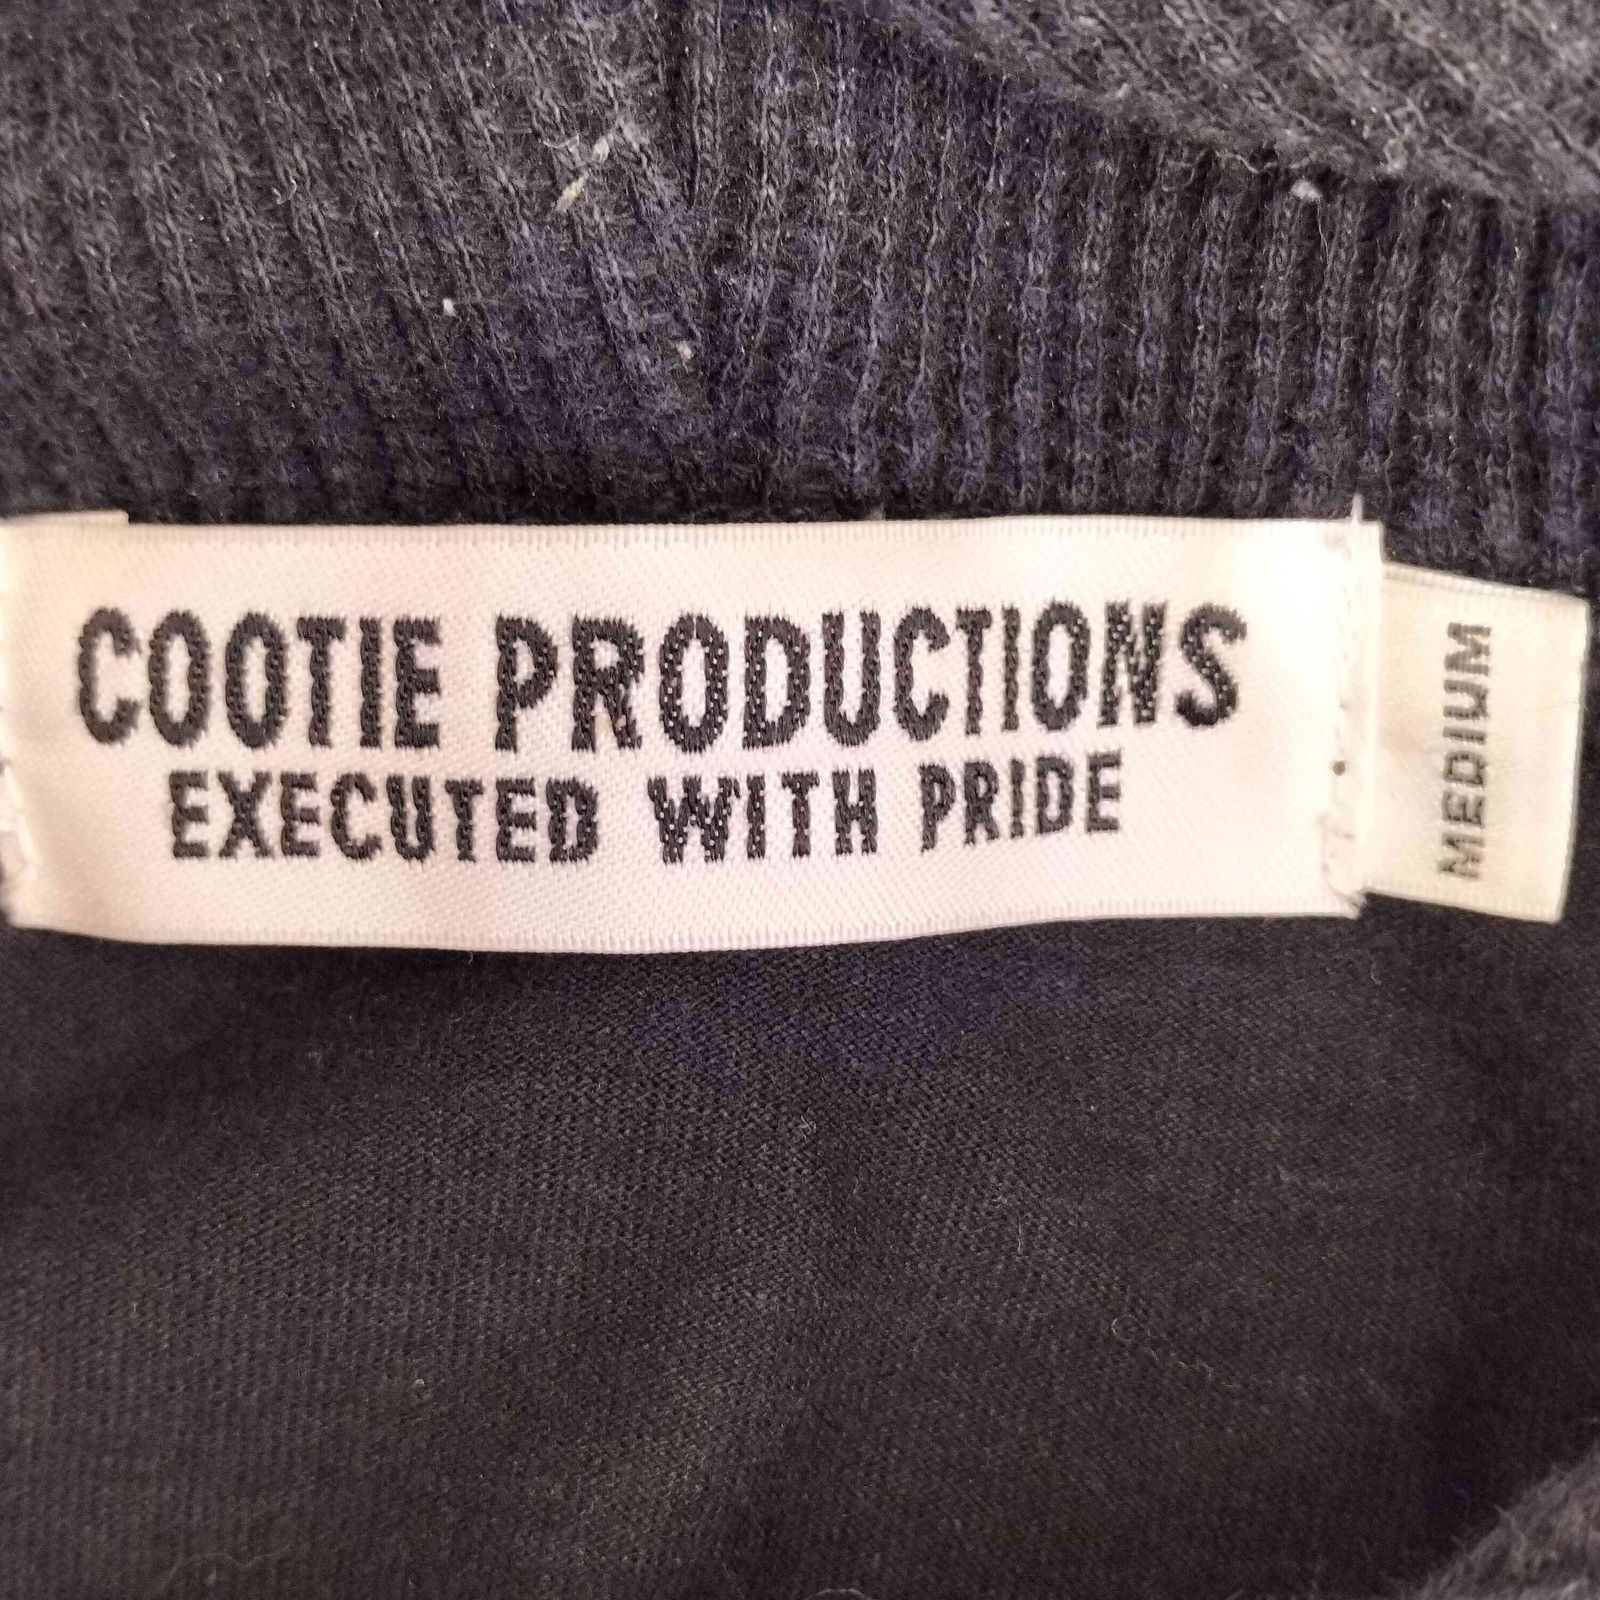 COOTIE PRODUCTIONS
EXECUTED WITH PRIDE
MEDIUM